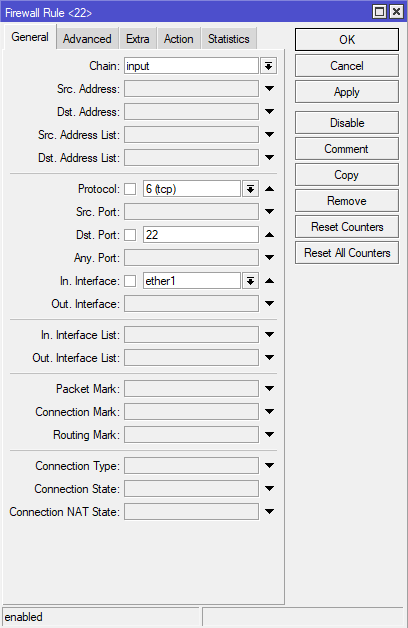 Firewall Rule <22>
General Advanced Extra Action Statistics
Chain: input
Src. Address:
Dst. Address:
Src. Address List:
Dst. Address List:
Protocol: 6 (tcp)
Src. Port:
Dst. Port: 22
Any. Port:
In. Interface: ether1
Out. Interface:
In. Interface List:
Out. Interface List:
Packet Mark:
Connection Mark:
Routing Mark:
Connection Type:
Connection State:
Connection NAT State:
OK
Cancel
Apply
Disable
Comment
Copy
Remove
Reset Counters
Reset All Counters
enabled